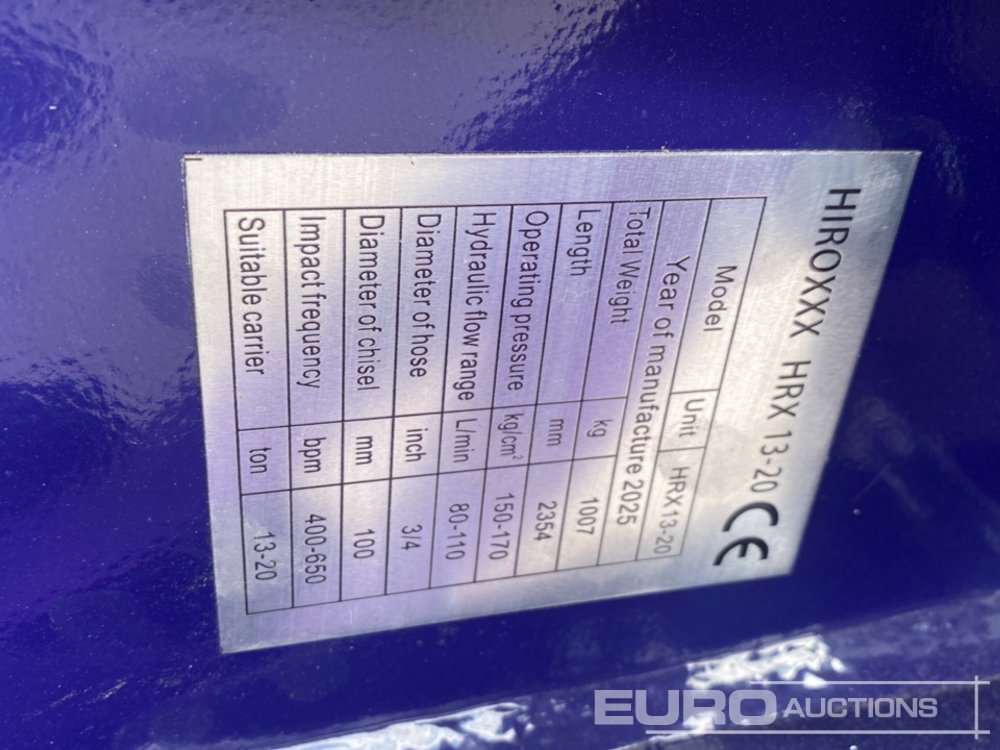 HIROXXX HRX 13-20 CE
Model Unit HRX13-20
Year of manufacture 2025
Total Weight kg 1007
Length mm 2354
Operating pressure kg/cm² 150-170
Hydraulic flow range L/min 80-110
Diameter of hose inch 3/4
Diameter of chisel mm 100
Impact frequency bpm 400-650
Suitable carrier ton 13-20
EURO AUCTIONS